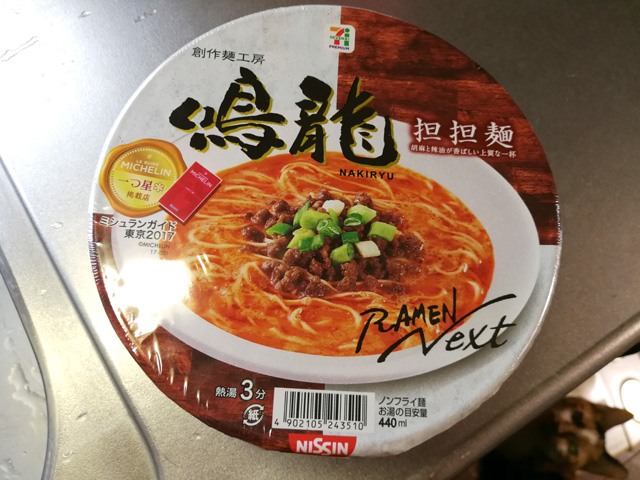 創作麺工房
鳴龍
NAKIRYU
担担麺
胡麻と辣油が香ばしい上質な一杯
PREMIUM
MICHELIN
一つ星
掲載店
MICHELIN
ミシュランガイド
東京2017
©MICHELIN
RAMEN
Next
熱湯3分
紙
4 902105 243510
ノンフライ麺
お湯の目安量
440ml
NISSIN